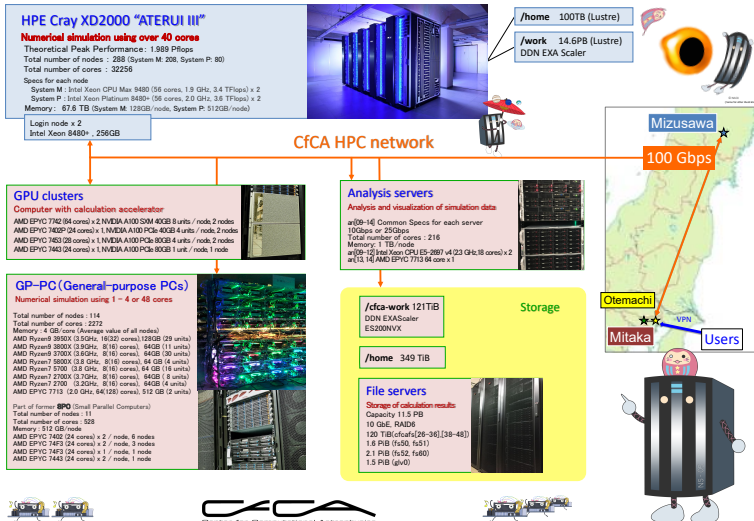 HPE Cray XD2000 “ATERUI III”
Numerical simulation using over 40 cores
Theoretical Peak Performance: 1.989 Pflops
Total number of nodes : 288 (System M: 208, System P: 80)
Total number of cores : 32256
Specs for each node
System M : Intel Xeon CPU Max 9480 (56 cores, 1.9 GHz, 3.4 TFlops) x 2
System P : Intel Xeon Platinum 8480+ (56 cores, 2.0 GHz, 3.6 TFlops) x 2
Memory : 67.6 TB (System M: 128GB/node, System P: 512GB/node)
Login node x 2
Intel Xeon 8480+ , 256GB
/home 100TB (Lustre)
/work 14.6PB (Lustre)
DDN EXA Scaler
CfCA HPC network
100 Gbps
Mizusawa
Otemachi
VPN
Mitaka
Users
GPU clusters
Computer with calculation accelerator
AMD EPYC 7742 (64 cores) x 2, NVIDIA A100 SXM 40GB 8 units / node, 2 nodes
AMD EPYC 7402P (24 cores) x 1, NVIDIA A100 PCIe 40GB 4 units / node, 2 nodes
AMD EPYC 7453 (28 cores) x 1, NVIDIA A100 PCIe 80GB 4 units / node, 2 nodes
AMD EPYC 7443 (24 cores) x 1, NVIDIA A100 PCIe 80GB 1 unit / node, 1 node
GP-PC(General-purpose PCs)
Numerical simulation using 1 - 4 or 48 cores
Total number of nodes : 114
Total number of cores : 2272
Memory : 4 GB/core (Average value of all nodes)
AMD Ryzen9 3950X (3.5GHz, 16(32) cores),128GB (29 units)
AMD Ryzen9 3800X (3.9GHz, 8(16) cores), 64GB (11 units)
AMD Ryzen9 3700X (3.6GHz, 8(16) cores), 64GB (30 units)
AMD Ryzen7 5800X (3.8 GHz, 8(16) cores), 64 GB (4 units)
AMD Ryzen7 5700 (3.8 GHz, 8(16) cores), 64 GB (16 units)
AMD Ryzen7 2700X (3.7GHz, 8(16) cores), 64GB ( 8 units)
AMD Ryzen7 2700 (3.2GHz, 8(16) cores), 64GB (4 units)
AMD EPYC 7713 (2.0 GHz, 64(128) cores), 512 GB (2 units)
Part of former 8PO (Small Parallel Computers)
Total number of nodes : 11
Total number of cores : 528
Memory : 512 GB/node
AMD EPYC 7402 (24 cores) x 2 / node, 6 nodes
AMD EPYC 74F3 (24 cores) x 2 / node, 3 nodes
AMD EPYC 74F3 (24 cores) x 1 / node, 1 node
AMD EPYC 7443 (24 cores) x 2 / node, 1 node
Analysis servers
Analysis and visualization of simulation data
an[09-14] Common Specs for each server
10Gbps or 25Gbps
Total number of cores : 216
Memory: 1 TB/node
an[09-12] Intel Xeon CPU E5-2697 v4 (2.3 GHz,18 cores) x 2
an[13, 14] AMD EPYC 7713 64 core x 1
Storage
/cfca-work 121TiB
DDN EXAScaler
ES200NVX
/home 349 TiB
File servers
Storage of calculation results
Capacity 11.5 PB
10 GbE, RAID6
120 TiB(cfcafs[26-36],[38-48])
1.6 PiB (fs50, fs51)
2.1 PiB (fs52, fs60)
1.5 PiB (glv0)
CfCA